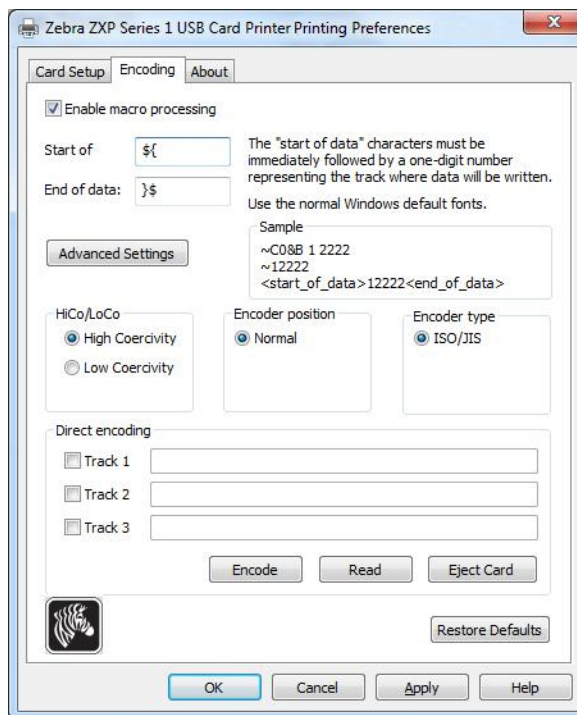 Zebra ZXP Series 1 USB Card Printer Printing Preferences
Card Setup Encoding About
Enable macro processing
Start of ${
End of data: }$
The "start of data" characters must be
immediately followed by a one-digit number
representing the track where data will be written.
Use the normal Windows default fonts.
Advanced Settings
Sample
~C0&B 1 2222
~12222
<start_of_data>12222<end_of_data>
HiCo/LoCo
High Coercivity
Low Coercivity
Encoder position
Normal
Encoder type
ISO/JIS
Direct encoding
Track 1
Track 2
Track 3
Encode Read Eject Card
Restore Defaults
OK Cancel Apply Help